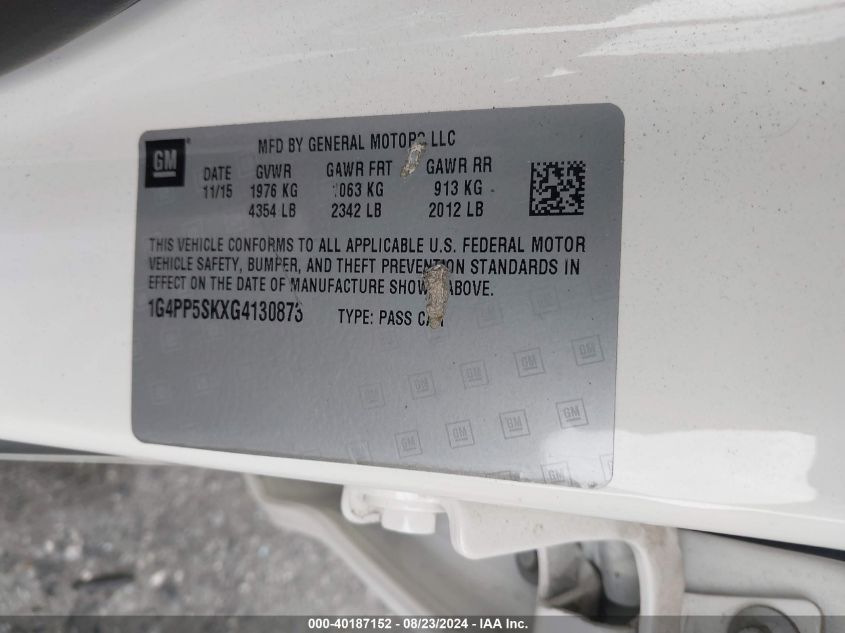 GM
MFD BY GENERAL MOTORS LLC
DATE GVWR GAWR FRT GAWR RR
11/15 1976 KG 1063 KG 913 KG
4354 LB 2342 LB 2012 LB
THIS VEHICLE CONFORMS TO ALL APPLICABLE U.S. FEDERAL MOTOR
VEHICLE SAFETY, BUMPER, AND THEFT PREVENTION STANDARDS IN
EFFECT ON THE DATE OF MANUFACTURE SHOWN ABOVE.
1G4PP5SKXG4130873 TYPE: PASS CAR
000-40187152 - 08/23/2024 - IAA Inc.